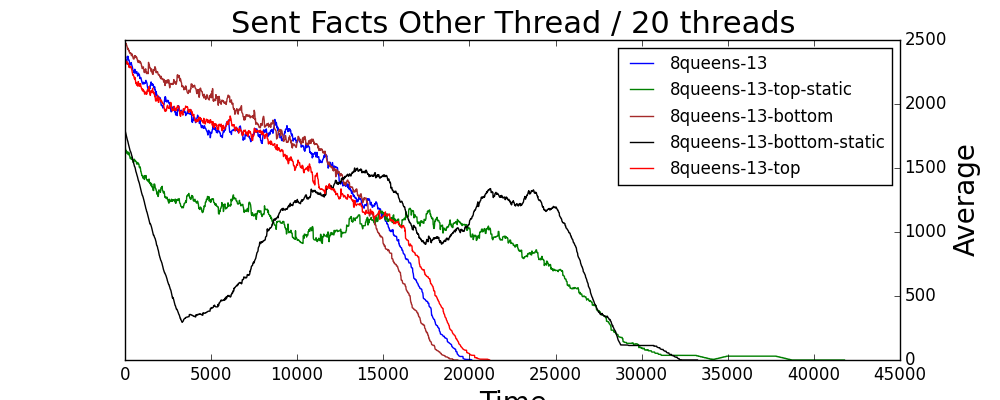 Sent Facts Other Thread / 20 threads
8queens-13
8queens-13-top-static
8queens-13-bottom
8queens-13-bottom-static
8queens-13-top
2500
2000
1500
1000
500
0
Average
0 5000 10000 15000 20000 25000 30000 35000 40000 45000
Time